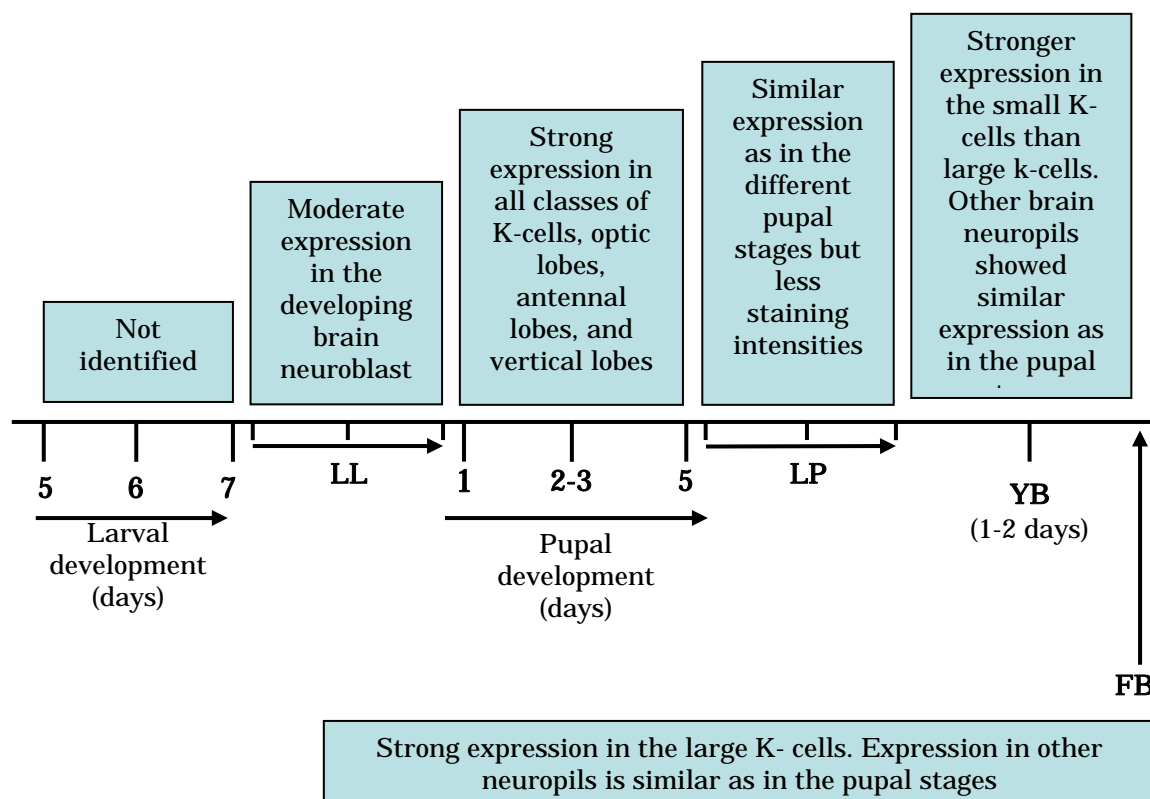 Not
identified
Moderate
expression
in the
developing
brain
neuroblast
Strong
expression in
all classes of
K-cells, optic
lobes,
antennal
lobes, and
vertical lobes
Similar
expression
as in the
different
pupal
stages but
less
staining
intensities
Stronger
expression in
the small K-
cells than
large k-cells.
Other brain
neuropils
showed
similar
expression as
in the pupal
5 6 7 LL 1 2-3 5 LP YB
(1-2 days)
Larval
development
(days)
Pupal
development
(days)
FB
Strong expression in the large K- cells. Expression in other
neuropils is similar as in the pupal stages